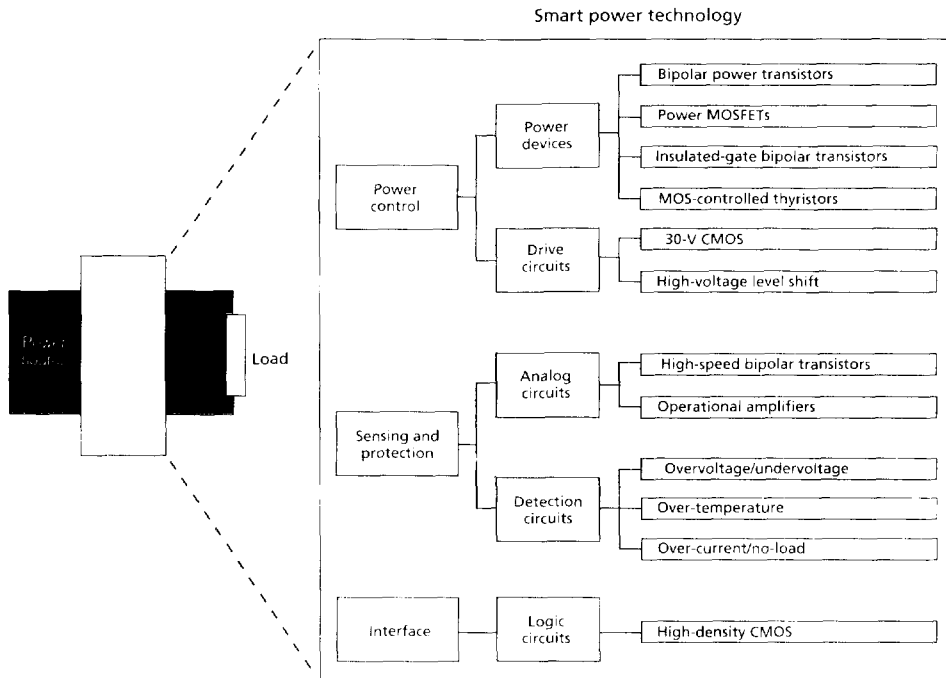 Smart power technology
Bipolar power transistors
Power MOSFETs
Insulated-gate bipolar transistors
MOS-controlled thyristors
Power
devices
Power
control
Drive
circuits
30-V CMOS
High-voltage level shift
Power
Load
Analog
circuits
High-speed bipolar transistors
Operational amplifiers
Sensing and
protection
Detection
circuits
Overvoltage/undervoltage
Over-temperature
Over-current/no-load
Interface
Logic
circuits
High-density CMOS